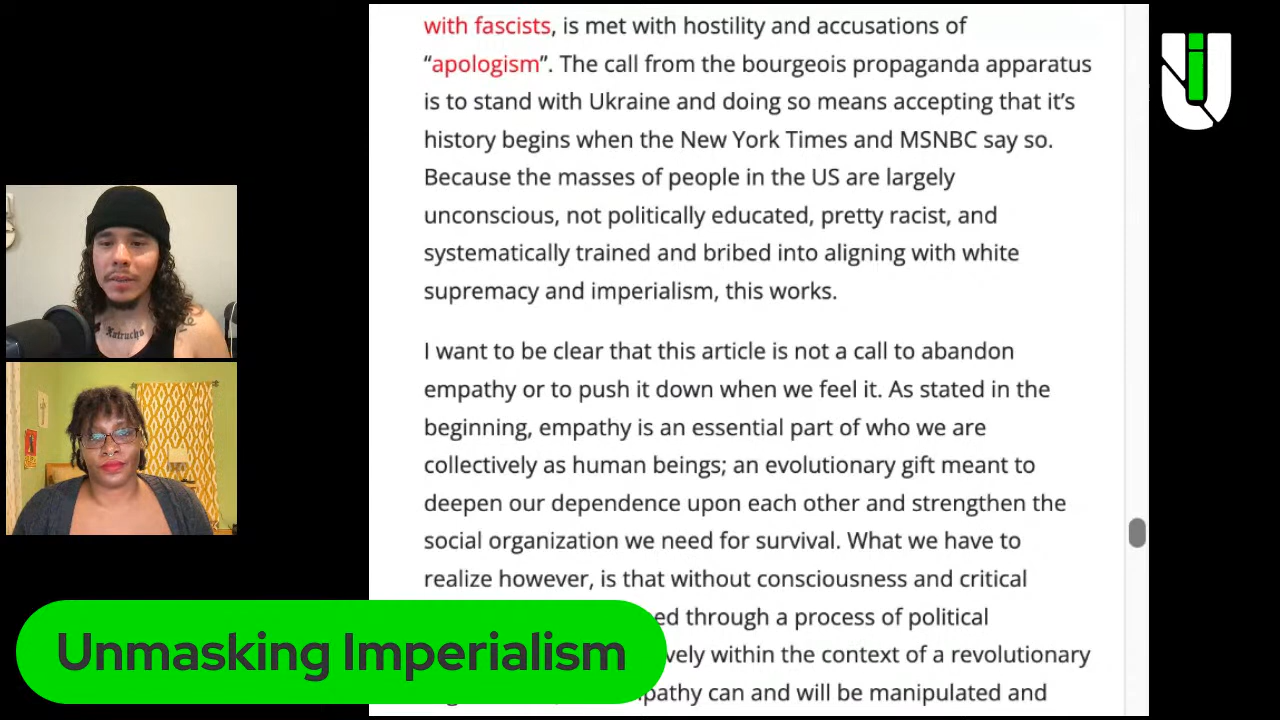 with fascists, is met with hostility and accusations of
“apologism”. The call from the bourgeois propaganda apparatus
is to stand with Ukraine and doing so means accepting that it’s
history begins when the New York Times and MSNBC say so.
Because the masses of people in the US are largely
unconscious, not politically educated, pretty racist, and
systematically trained and bribed into aligning with white
supremacy and imperialism, this works.
I want to be clear that this article is not a call to abandon
empathy or to push it down when we feel it. As stated in the
beginning, empathy is an essential part of who we are
collectively as human beings; an evolutionary gift meant to
deepen our dependence upon each other and strengthen the
social organization we need for survival. What we have to
realize however, is that without consciousness and critical
ed through a process of political
vely within the context of a revolutionary
pathy can and will be manipulated and
Unmasking Imperialism
Catrucho